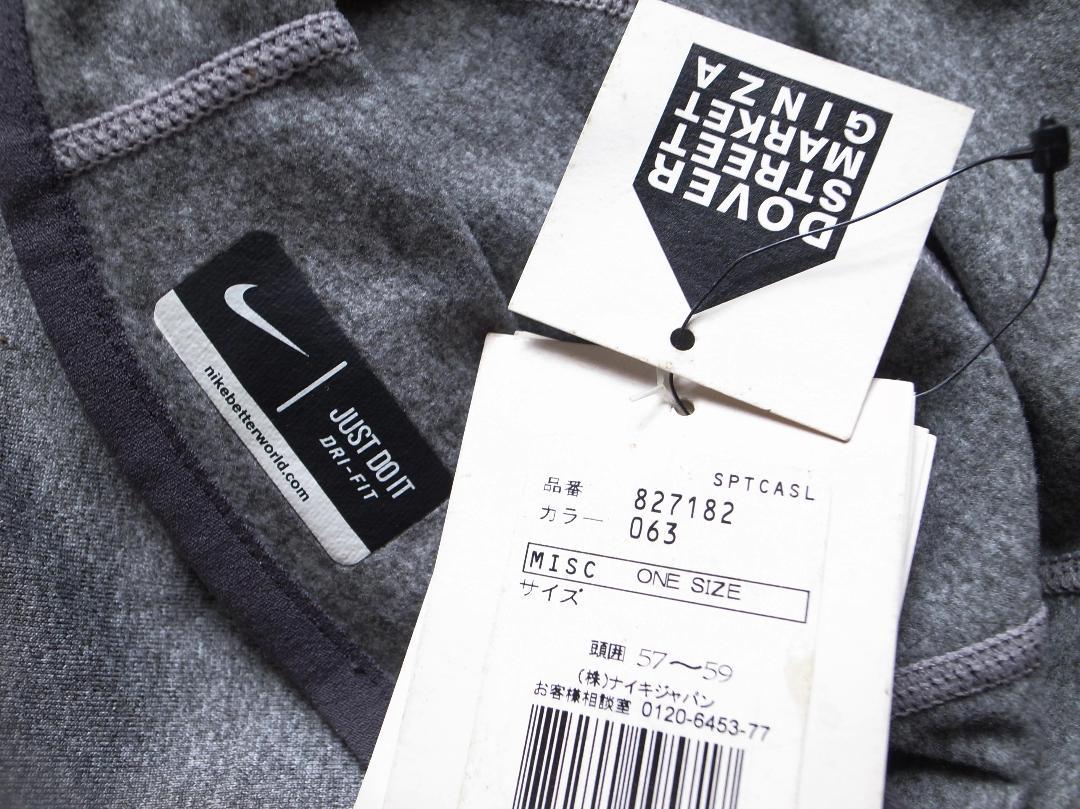 DOVER
STREET
MARKET
GINZA
JUST DO IT
DRI-FIT
nikebetterworld.com
SPTCASL
品番 827182
カラー 063
MISC ONE SIZE
サイズ
頭囲 57〜59
(株)ナイキジャパン
お客様相談室 0120-6453-77